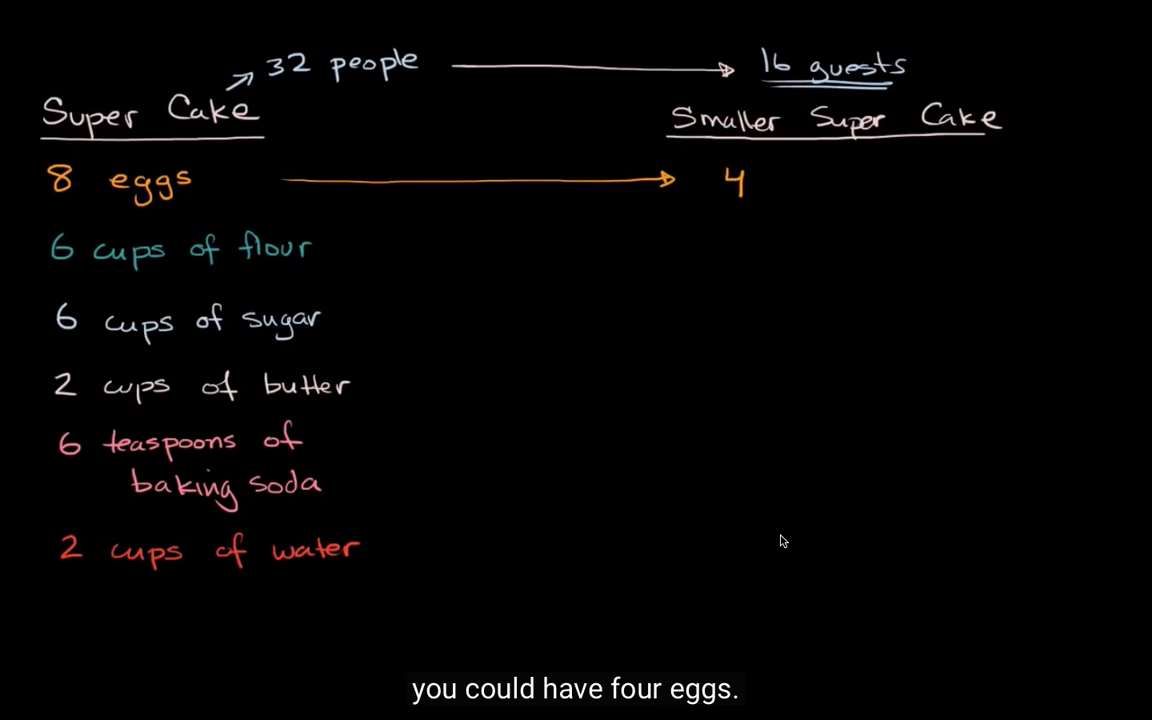 32 people 16 guests
Super Cake Smaller Super Cake
8 eggs 4
6 cups of flour
6 cups of sugar
2 cups of butter
6 teaspoons of
baking soda
2 cups of water
you could have four eggs.